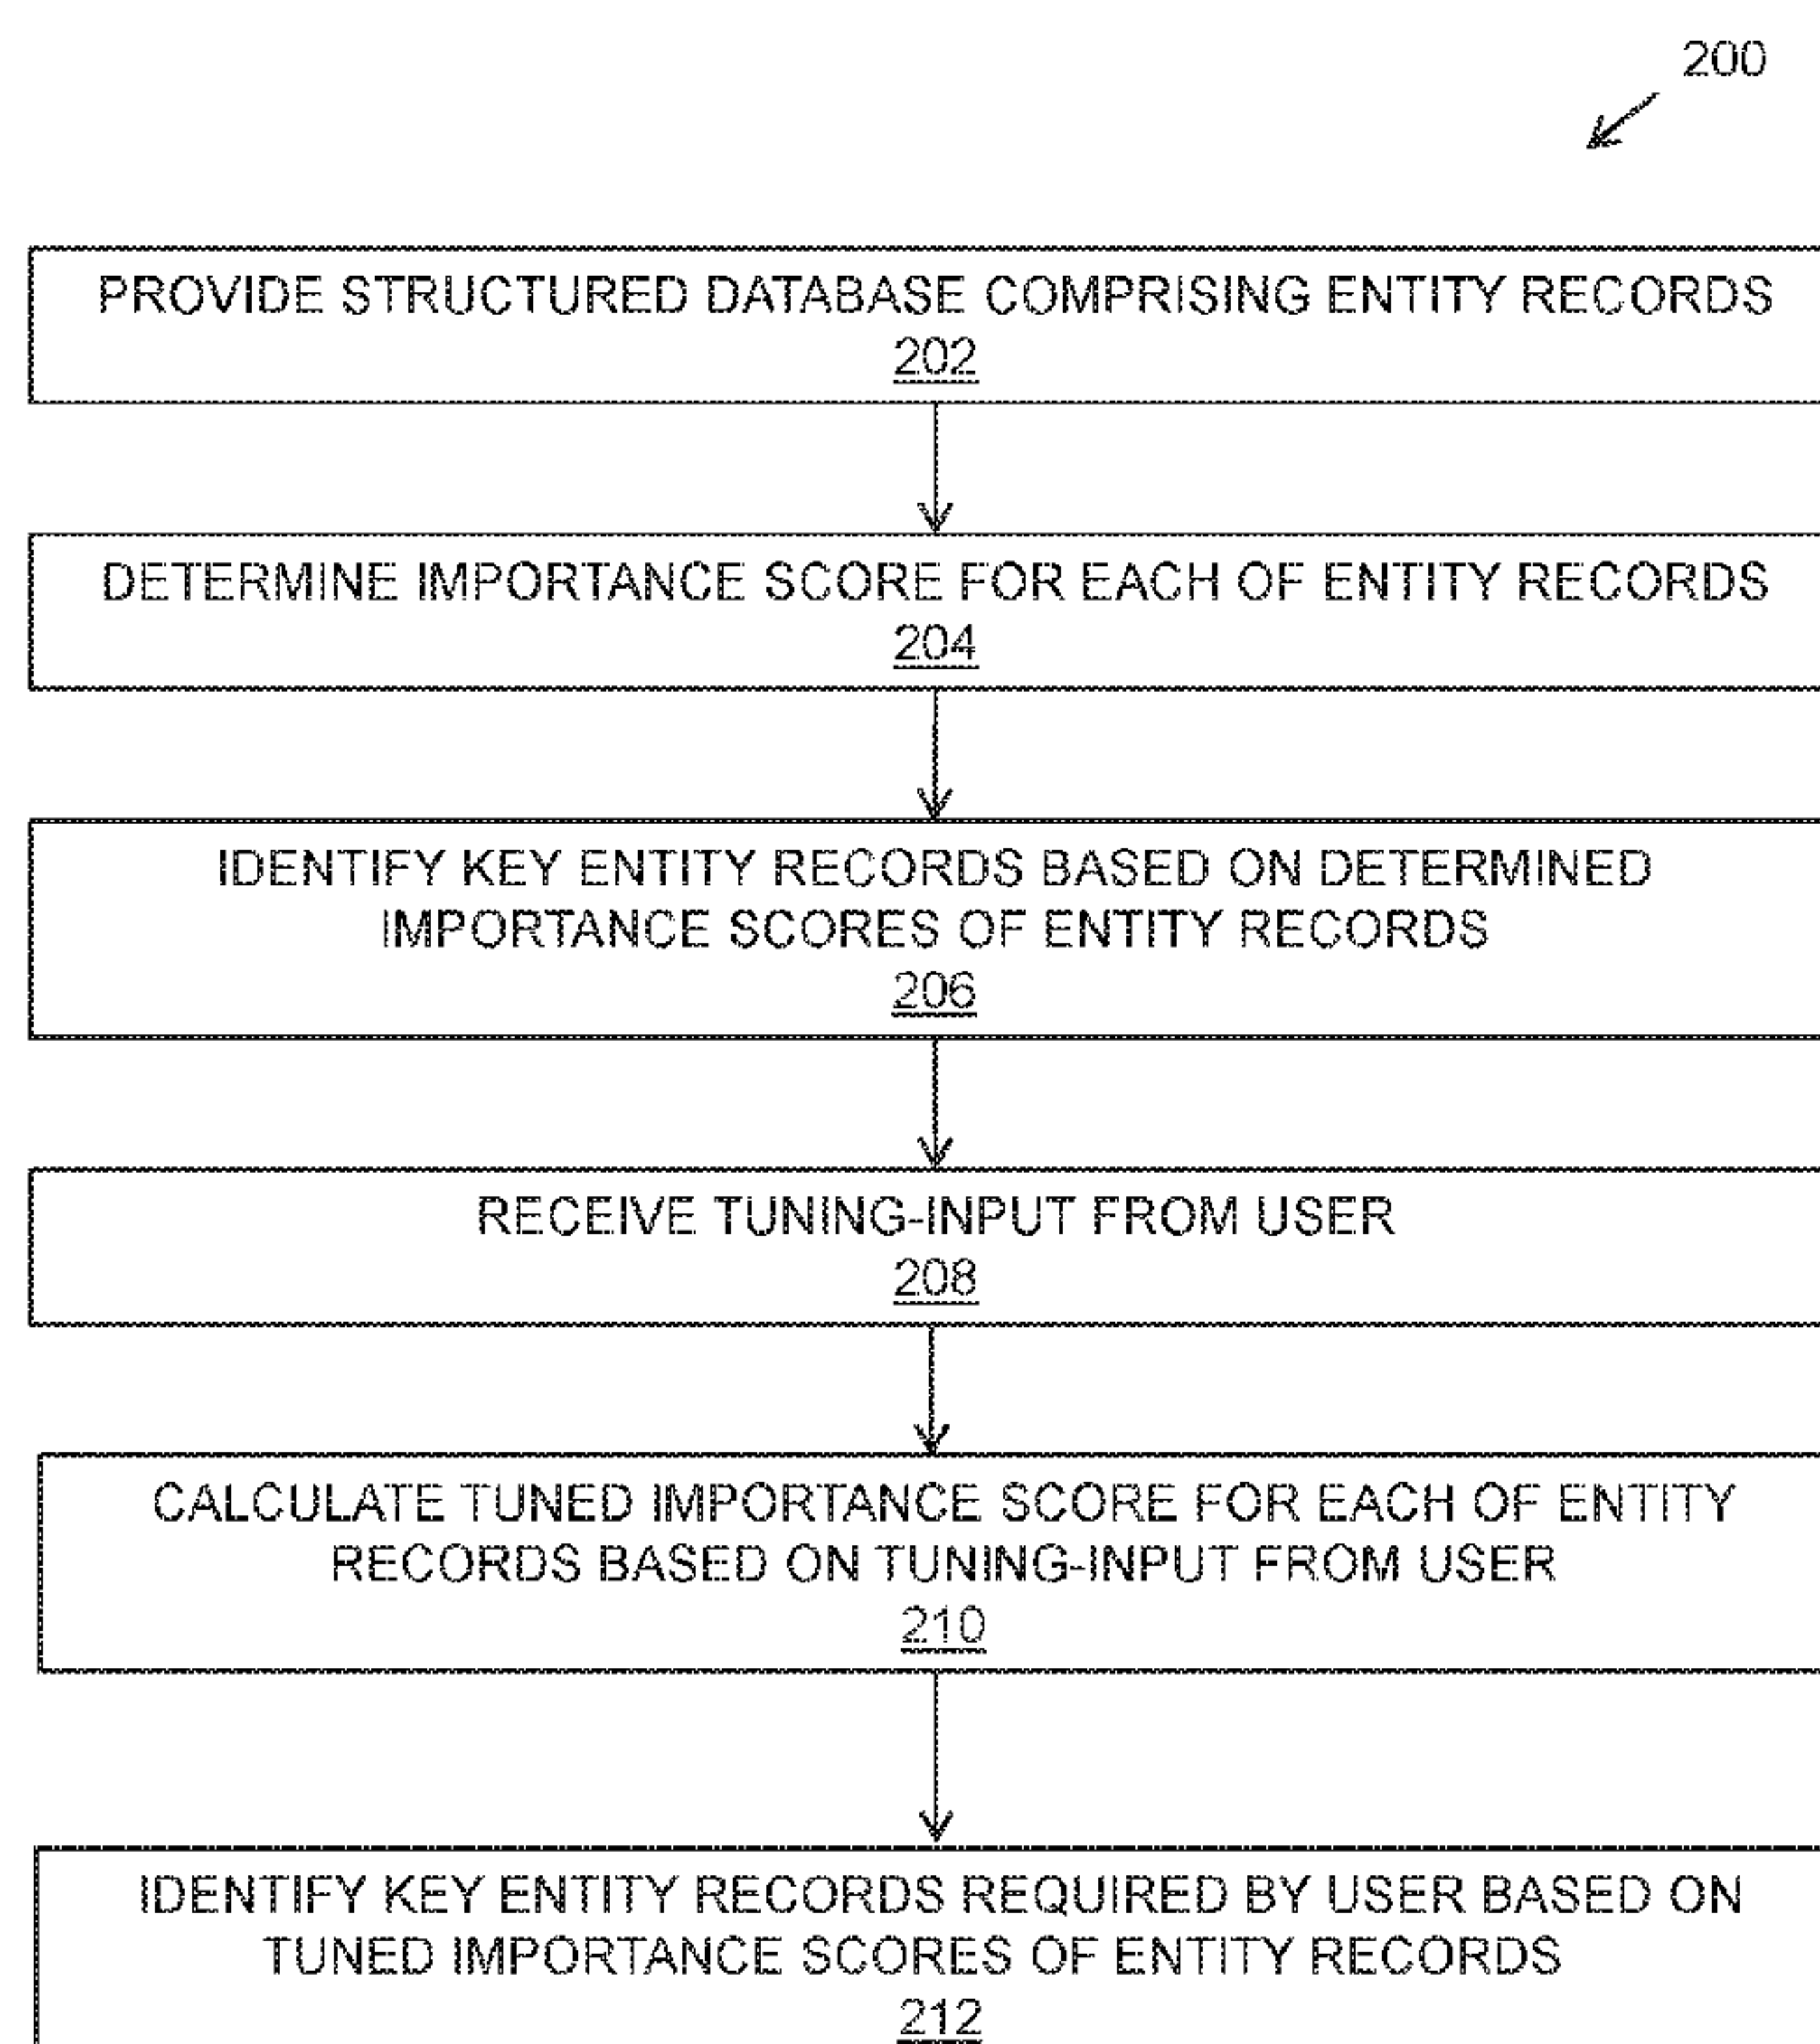 200
PROVIDE STRUCTURED DATABASE COMPRISING ENTITY RECORDS
202
DETERMINE IMPORTANCE SCORE FOR EACH OF ENTITY RECORDS
204
IDENTIFY KEY ENTITY RECORDS BASED ON DETERMINED
IMPORTANCE SCORES OF ENTITY RECORDS
206
RECEIVE TUNING-INPUT FROM USER
208
CALCULATE TUNED IMPORTANCE SCORE FOR EACH OF ENTITY
RECORDS BASED ON TUNING-INPUT FROM USER
210
IDENTIFY KEY ENTITY RECORDS REQUIRED BY USER BASED ON
TUNED IMPORTANCE SCORES OF ENTITY RECORDS
212